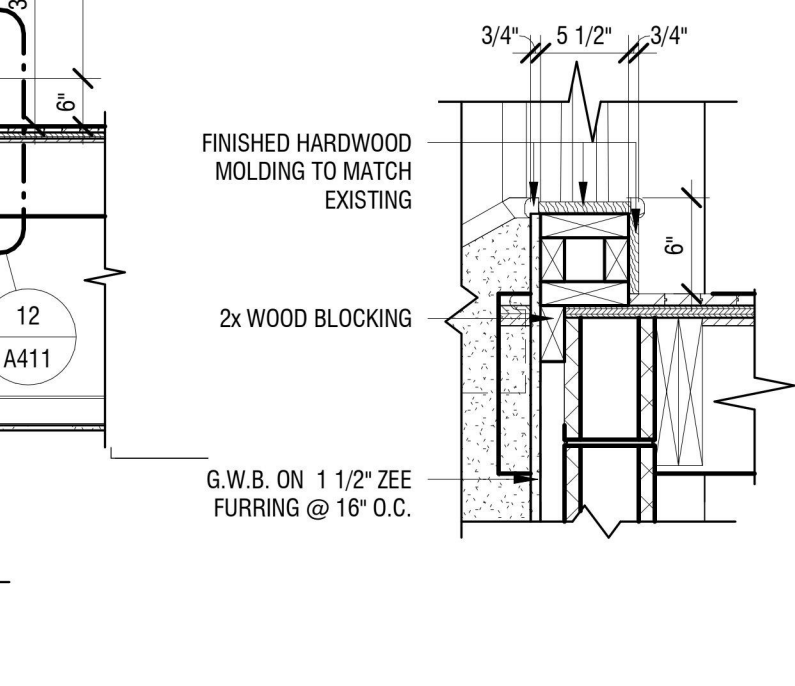 3/4" 5 1/2" 3/4"
6"
FINISHED HARDWOOD
MOLDING TO MATCH
EXISTING
6"
12
A411
2x WOOD BLOCKING
G.W.B. ON 1 1/2" ZEE
FURRING @ 16" O.C.